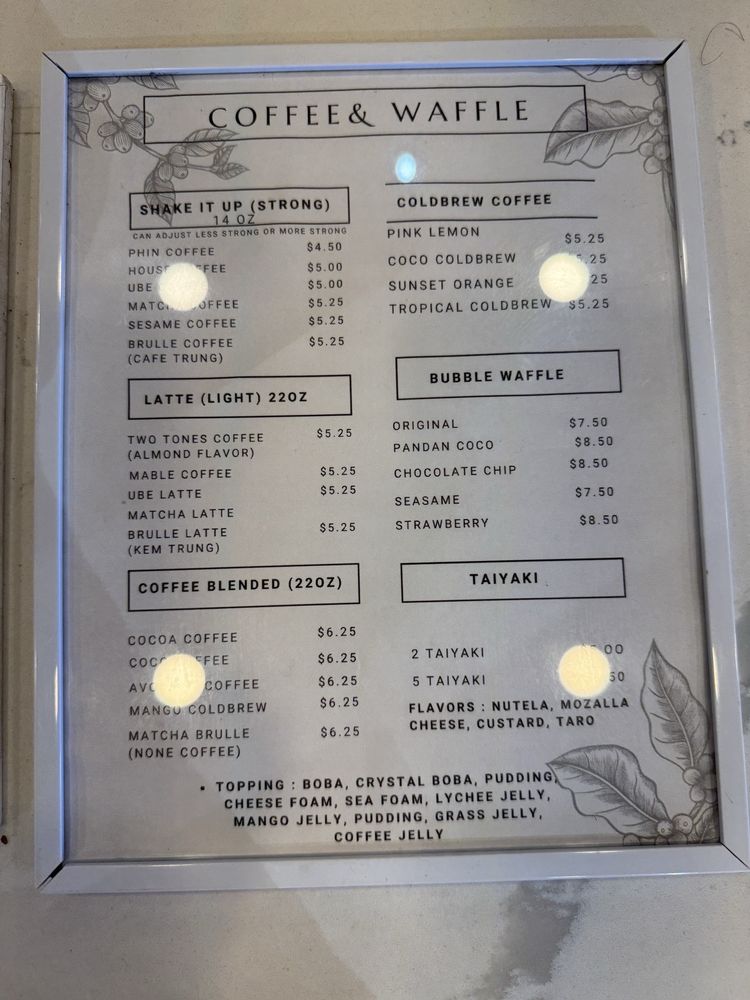 COFFEE& WAFFLE
SHAKE IT UP (STRONG)
14 OZ
CAN ADJUST LESS STRONG OR MORE STRONG
PHIN COFFEE $4.50
$5.00
UBE $5.00
$5.25
SESAME COFFEE $5.25
BRULLE COFFEE $5.25
(CAFE TRUNG)
LATTE (LIGHT) 22OZ
TWO TONES COFFEE $5.25
(ALMOND FLAVOR)
MABLE COFFEE $5.25
UBE LATTE $5.25
MATCHA LATTE
BRULLE LATTE $5.25
(KEM TRUNG)
COFFEE BLENDED (22OZ)
COCOA COFFEE $6.25
$6.25
COFFEE $6.25
MANGO COLDBREW $6.25
MATCHA BRULLE $6.25
(NONE COFFEE)
COLDBREW COFFEE
PINK LEMON $5.25
COCO COLDBREW
SUNSET ORANGE
TROPICAL COLDBREW $5.25
BUBBLE WAFFLE
ORIGINAL $7.50
PANDAN COCO $8.50
CHOCOLATE CHIP $8.50
SEASAME $7.50
STRAWBERRY $8.50
TAIYAKI
2 TAIYAKI
5 TAIYAKI
FLAVORS : NUTELA, MOZALLA
CHEESE, CUSTARD, TARO
• TOPPING : BOBA, CRYSTAL BOBA, PUDDING,
CHEESE FOAM, SEA FOAM, LYCHEE JELLY,
MANGO JELLY, PUDDING, GRASS JELLY,
COFFEE JELLY